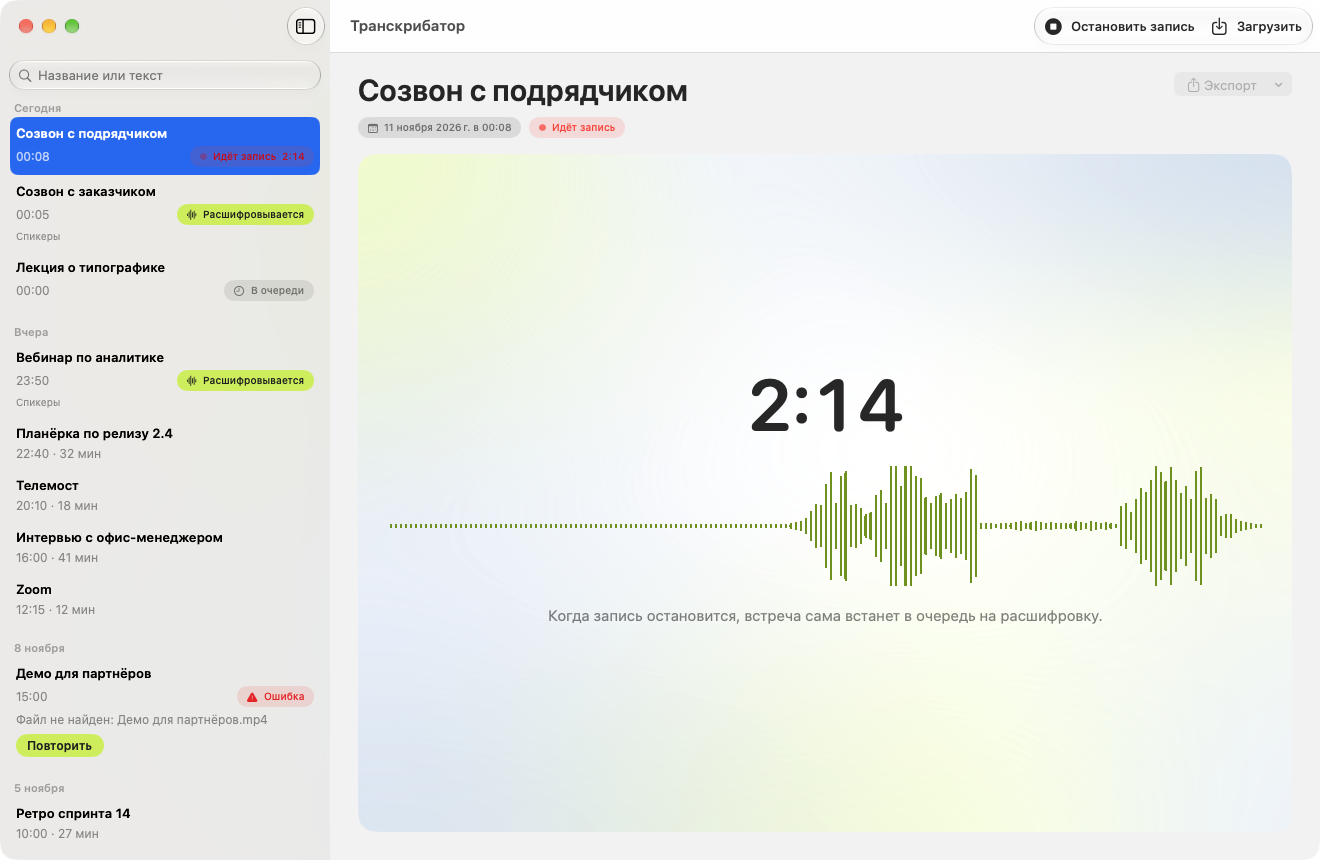 Транскрибатор
Остановить запись
Загрузить
Название или текст
Сегодня
Созвон с подрядчиком
00:08
Идёт запись 2:14
Созвон с заказчиком
00:05
Расшифровывается
Спикеры
Лекция о типографике
00:00
В очереди
Вчера
Вебинар по аналитике
23:50
Расшифровывается
Спикеры
Планёрка по релизу 2.4
22:40 · 32 мин
Телемост
20:10 · 18 мин
Интервью с офис-менеджером
16:00 · 41 мин
Zoom
12:15 · 12 мин
8 ноября
Демо для партнёров
15:00
Ошибка
Файл не найден: Демо для партнёров.mp4
Повторить
5 ноября
Ретро спринта 14
10:00 · 27 мин
Созвон с подрядчиком
Экспорт
11 ноября 2026 г. в 00:08
Идёт запись
2:14
Когда запись остановится, встреча сама встанет в очередь на расшифровку.